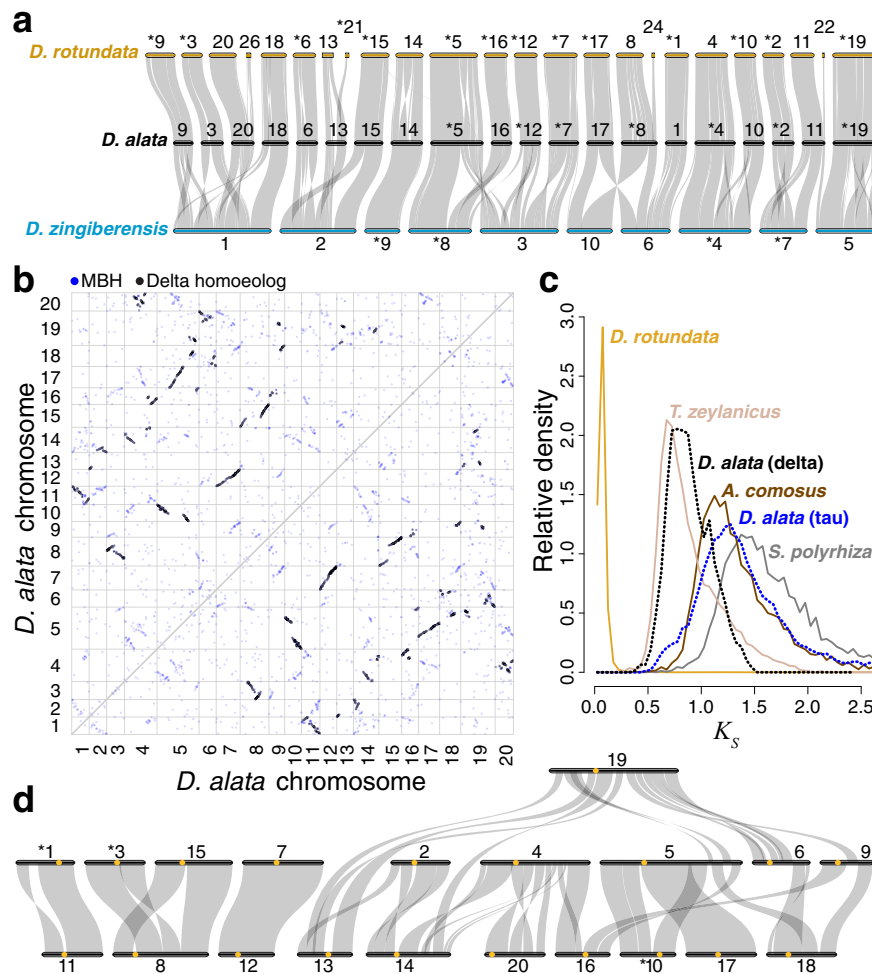 a
*21 24 22
*9 *3 20 26 18 *6 13 *15 14 *5 *16 *12 *7 *17 8 *1 4 *10 *2 11 *19
D. rotundata
9 3 20 18 6 13 15 14 *5 16 *12 *7 17 *8 1 *4 10 *2 11 *19
D. alata
D. zingiberensis
1 2 *9 *8 3 10 6 *4 *7 5
b
MBH Delta homoeolog
20
19
18
17
16
15
14
13
12
11
10
9
8
7
6
5
4
3
2
1
D. alata chromosome
1 2 3 4 5 6 7 8 9 10 11 12 13 14 15 16 17 18 19 20
D. alata chromosome
c
3.0
2.5
2.0
1.5
1.0
0.5
0.0
Relative density
D. rotundata
T. zeylanicus
D. alata (delta)
A. comosus
D. alata (tau)
S. polyrhiza
0.0 0.5 1.0 1.5 2.0 2.5
KS
d
19
*1 *3 15 7 2 4 5 6 9
11 8 12 13 14 20 16 *10 17 18